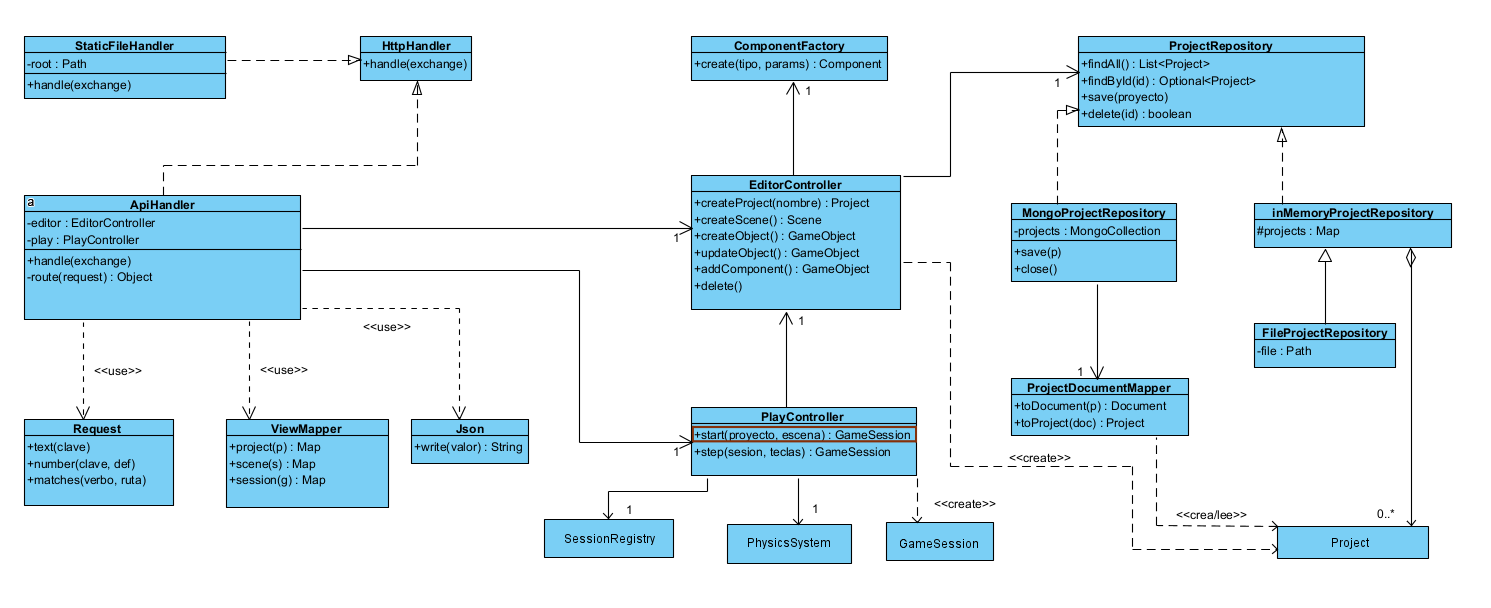 StaticFileHandler
-root : Path
+handle(exchange)
HttpHandler
+handle(exchange)
ComponentFactory
+create(tipo, params) : Component
1
ProjectRepository
+findAll() : List<Project>
+findById(id) : Optional<Project>
+save(proyecto)
+delete(id) : boolean
1
a
ApiHandler
-editor : EditorController
-play : PlayController
+handle(exchange)
-route(request) : Object
EditorController
+createProject(nombre) : Project
+createScene() : Scene
+createObject() : GameObject
+updateObject() : GameObject
+addComponent() : GameObject
+delete()
1
MongoProjectRepository
-projects : MongoCollection
+save(p)
+close()
inMemoryProjectRepository
#projects : Map
FileProjectRepository
-file : Path
<<use>>
<<use>>
<<use>>
1
1
ProjectDocumentMapper
+toDocument(p) : Document
+toProject(doc) : Project
Request
+text(clave)
+number(clave, def)
+matches(verbo, ruta)
ViewMapper
+project(p) : Map
+scene(s) : Map
+session(g) : Map
Json
+write(valor) : String
PlayController
+start(proyecto, escena) : GameSession
+step(sesion, teclas) : GameSession
1
<<create>>
1
SessionRegistry
1
PhysicsSystem
<<create>>
GameSession
<<crea/lee>>
0..*
Project